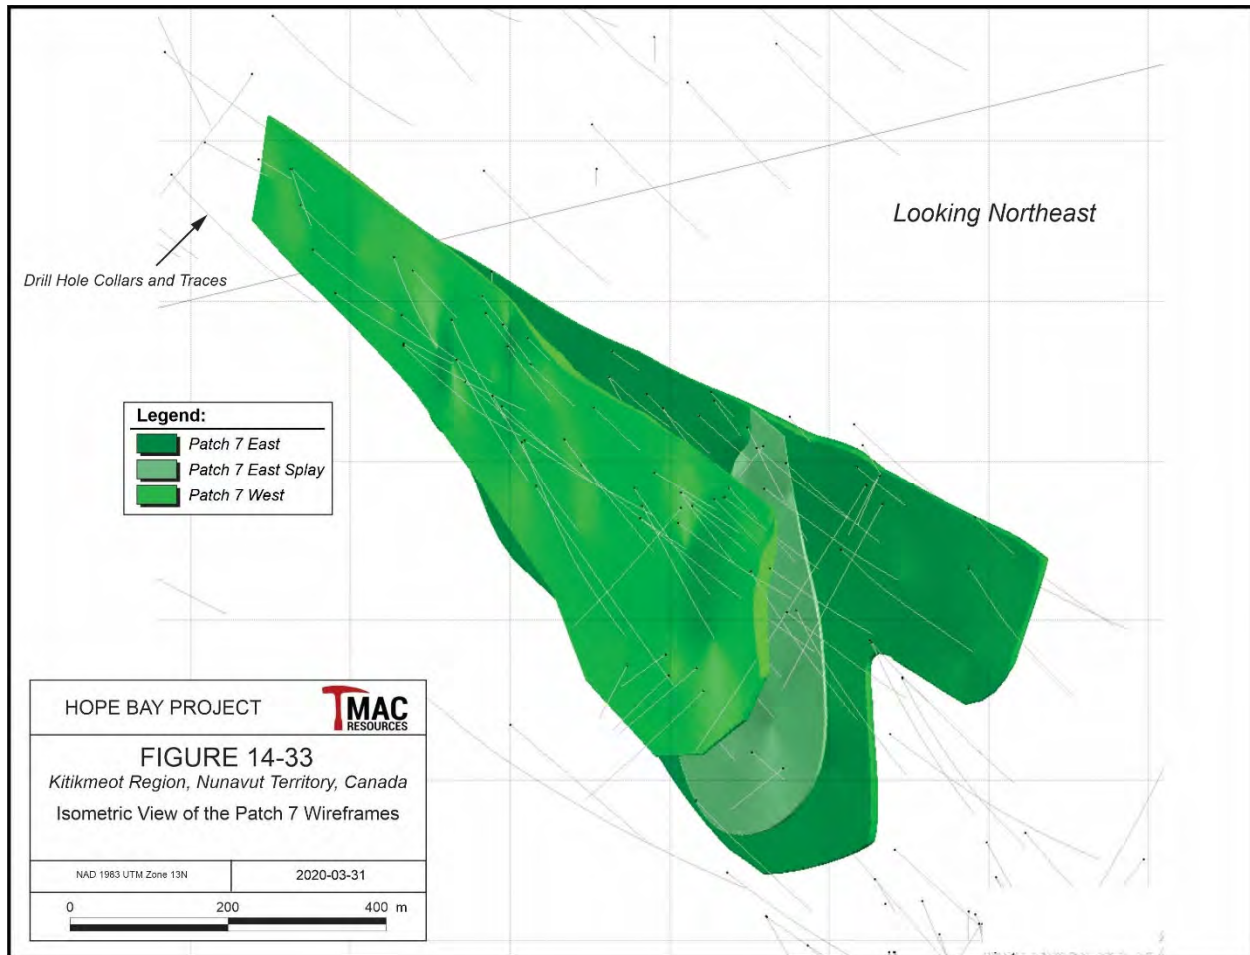 Looking Northeast
Drill Hole Collars and Traces
Legend:
Patch 7 East
Patch 7 East Splay
Patch 7 West
HOPE BAY PROJECT
TMAC
RESOURCES
FIGURE 14-33
Kitikmeot Region, Nunavut Territory, Canada
Isometric View of the Patch 7 Wireframes
NAD 1983 UTM Zone 13N
2020-03-31
0 200 400 m